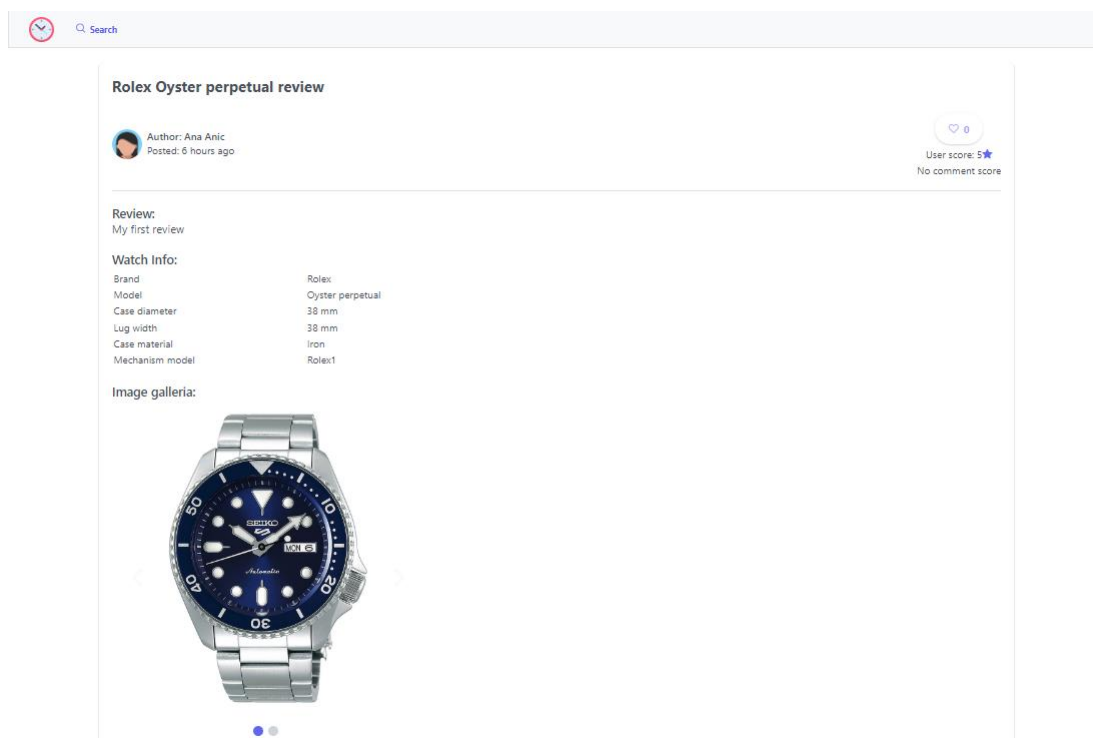 Search
Rolex Oyster perpetual review
Author: Ana Anic
Posted: 6 hours ago
0
User score: 5
No comment score
Review:
My first review
Watch Info:
Brand Rolex
Model Oyster perpetual
Case diameter 38 mm
Lug width 38 mm
Case material Iron
Mechanism model Rolex1
Image galleria:
50
10
SEIKO
5
MON 6
Automatic
40
20
30